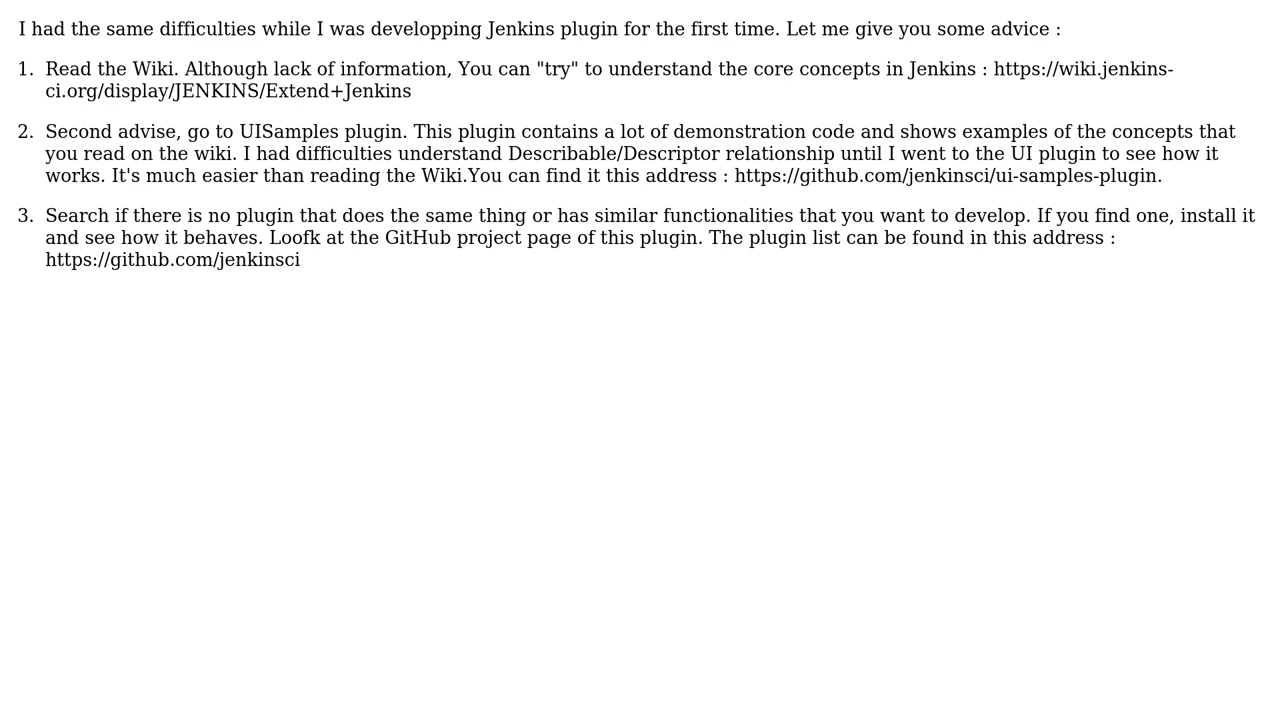 I had the same difficulties while I was developping Jenkins plugin for the first time. Let me give you some advice :
1. Read the Wiki. Although lack of information, You can "try" to understand the core concepts in Jenkins : https://wiki.jenkins-
ci.org/display/JENKINS/Extend+Jenkins
2. Second advise, go to UISamples plugin. This plugin contains a lot of demonstration code and shows examples of the concepts that
you read on the wiki. I had difficulties understand Describable/Descriptor relationship until I went to the UI plugin to see how it
works. It's much easier than reading the Wiki.You can find it this address : https://github.com/jenkinsci/ui-samples-plugin.
3. Search if there is no plugin that does the same thing or has similar functionalities that you want to develop. If you find one, install it
and see how it behaves. Loofk at the GitHub project page of this plugin. The plugin list can be found in this address :
https://github.com/jenkinsci